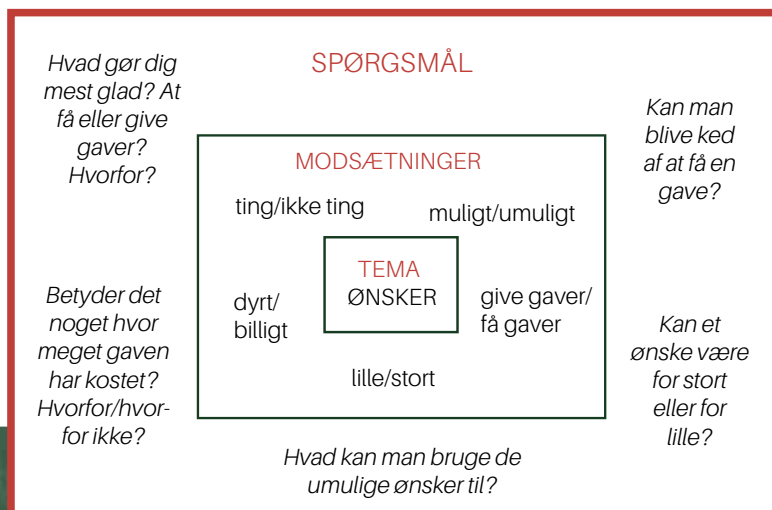 SPØRGSMÅL
Hvad gør dig
mest glad? At
få eller give
gaver?
Hvorfor?
Kan man
blive ked
af at få en
gave?
MODSÆTNINGER
ting/ikke ting
muligt/umuligt
TEMA
ØNSKER
dyrt/
billigt
give gaver/
få gaver
lille/stort
Betyder det
noget hvor
meget gaven
har kostet?
Hvorfor/hvor-
for ikke?
Kan et
ønske være
for stort
eller for
lille?
Hvad kan man bruge de
umulige ønsker til?